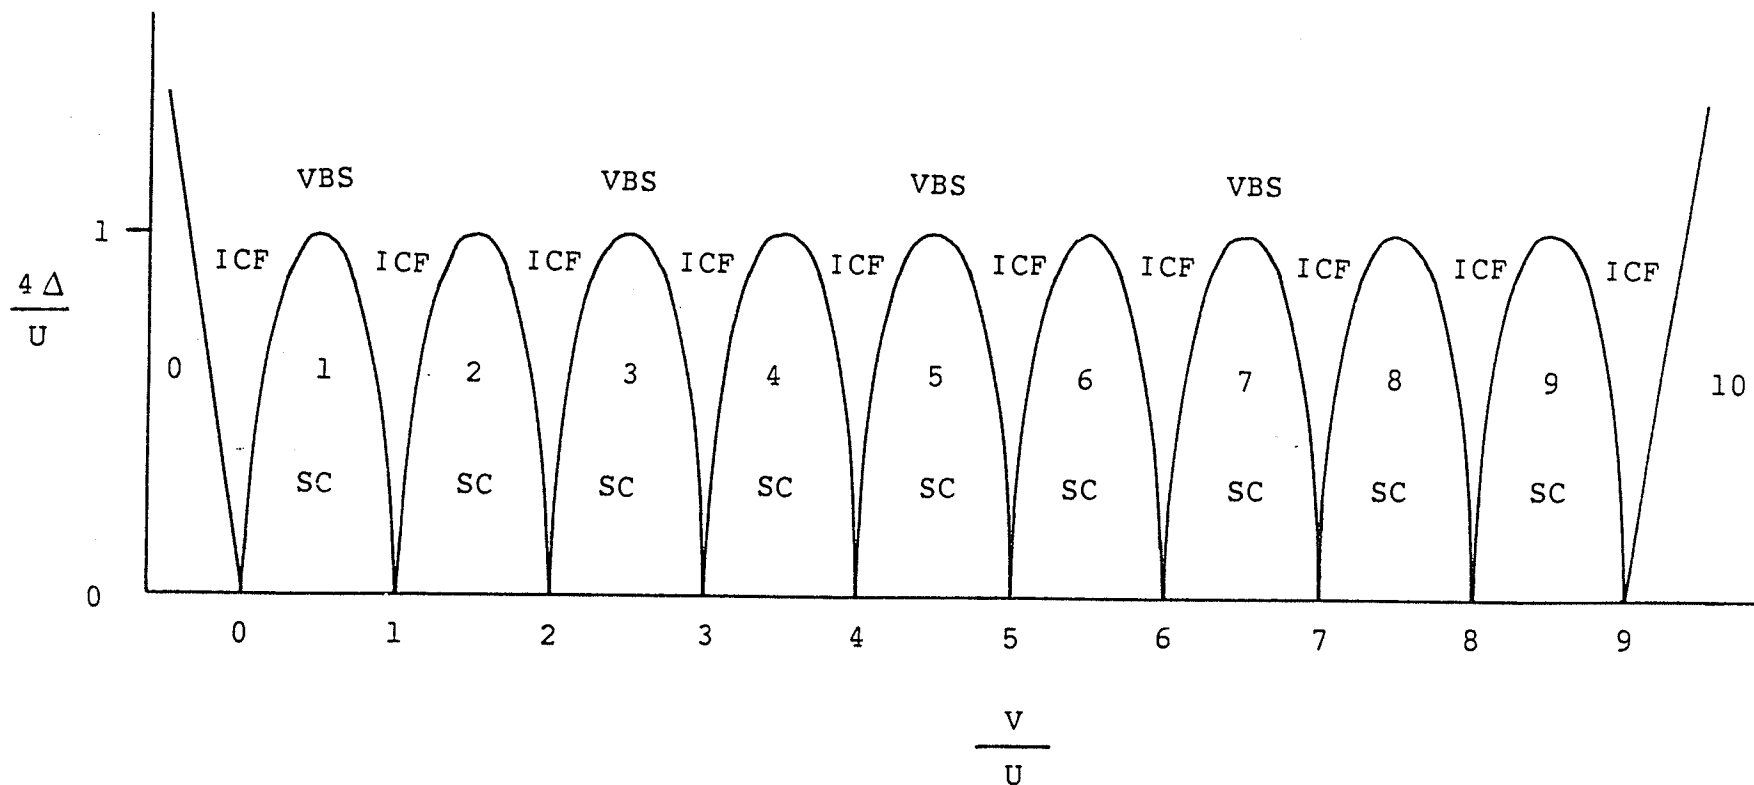 VBS VBS VBS VBS
1
ICF ICF ICF ICF ICF ICF ICF ICF ICF ICF
4 Δ
U
0 1 2 3 4 5 6 7 8 9 10
SC SC SC SC SC SC SC SC SC
0
0 1 2 3 4 5 6 7 8 9
V
U